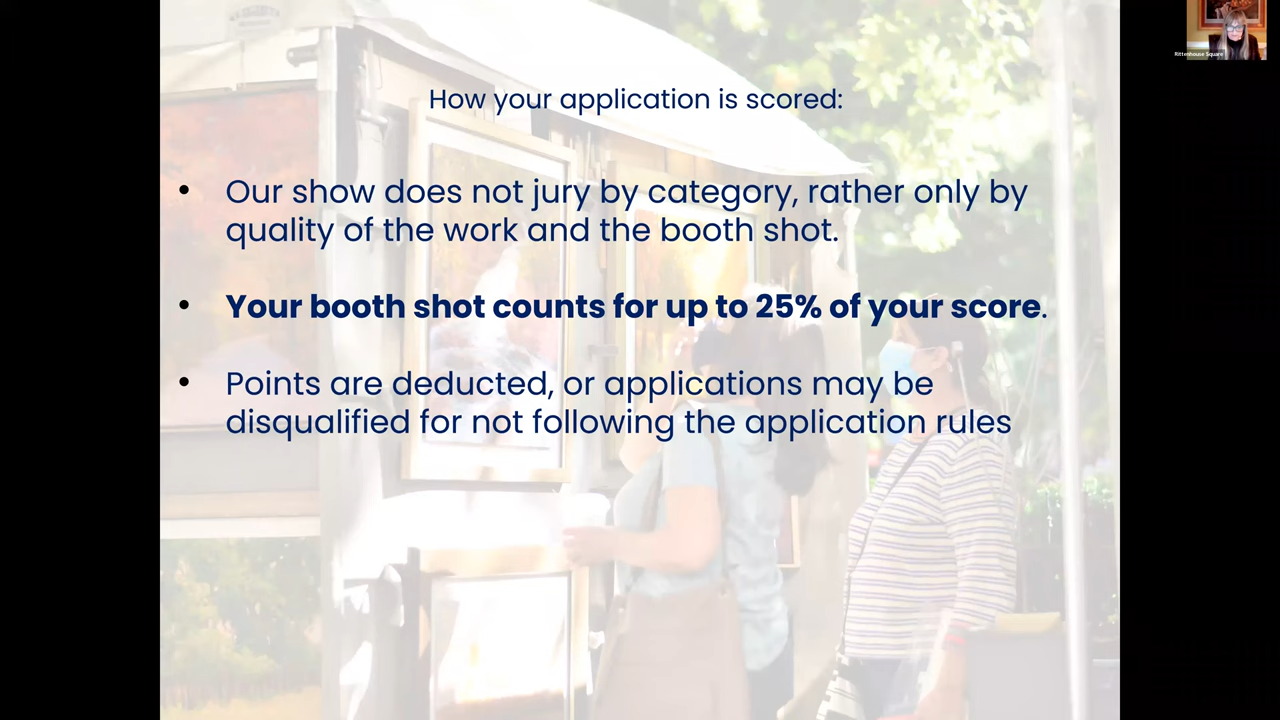 Rittenhouse Square
How your application is scored:
• Our show does not jury by category, rather only by
quality of the work and the booth shot.
• Your booth shot counts for up to 25% of your score.
• Points are deducted, or applications may be
disqualified for not following the application rules